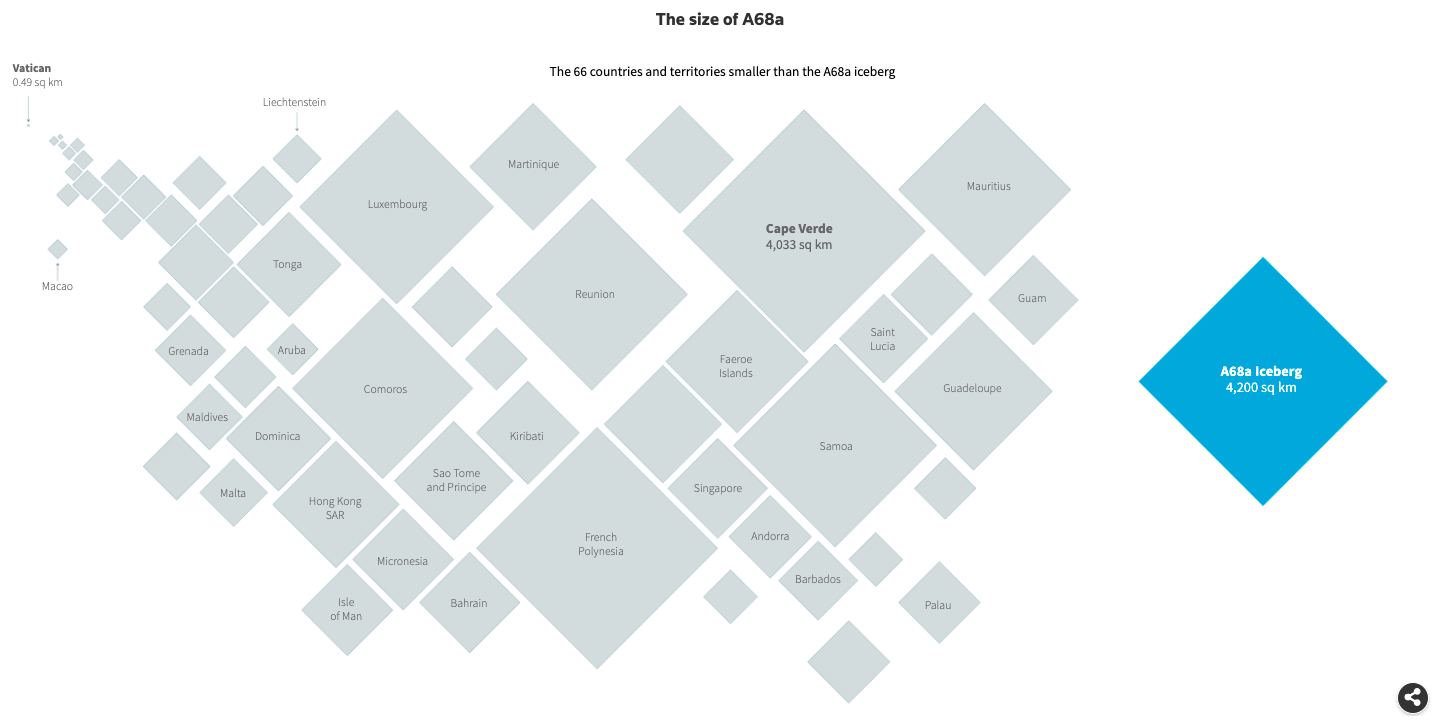 The size of A68a
The 66 countries and territories smaller than the A68a iceberg
Vatican
0.49 sq km
Liechtenstein
Martinique
Mauritius
Luxembourg
Cape Verde
4,033 sq km
Tonga
Macao
Reunion
Guam
Grenada
Aruba
Saint
Lucia
Faeroe
Islands
A68a Iceberg
4,200 sq km
Comoros
Guadeloupe
Maldives
Dominica
Kiribati
Samoa
Sao Tome
and Principe
Malta
Singapore
Hong Kong
SAR
Andorra
French
Polynesia
Micronesia
Barbados
Isle
of Man
Bahrain
Palau